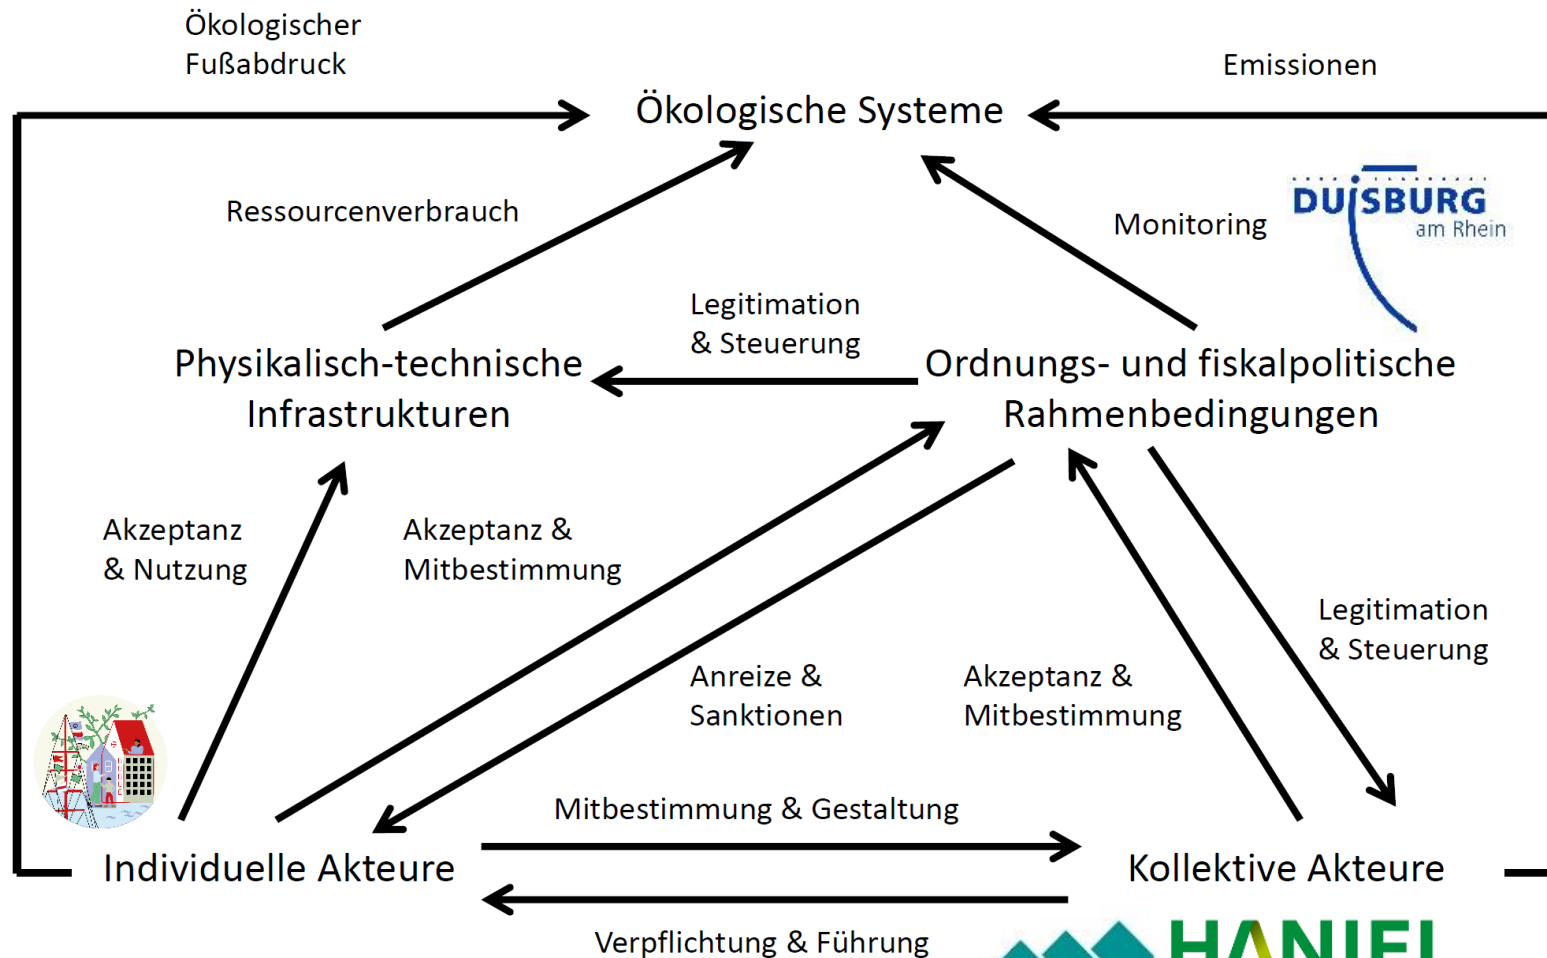 Ökologischer
Fußabdruck
Emissionen
Ökologische Systeme
Ressourcenverbrauch
Monitoring
DUISBURG
am Rhein
Legitimation
& Steuerung
Physikalisch-technische
Infrastrukturen
Ordnungs- und fiskalpolitische
Rahmenbedingungen
Akzeptanz
& Nutzung
Akzeptanz &
Mitbestimmung
Legitimation
& Steuerung
Anreize &
Sanktionen
Akzeptanz &
Mitbestimmung
Mitbestimmung & Gestaltung
Individuelle Akteure
Kollektive Akteure
Verpflichtung & Führung
HANIEL